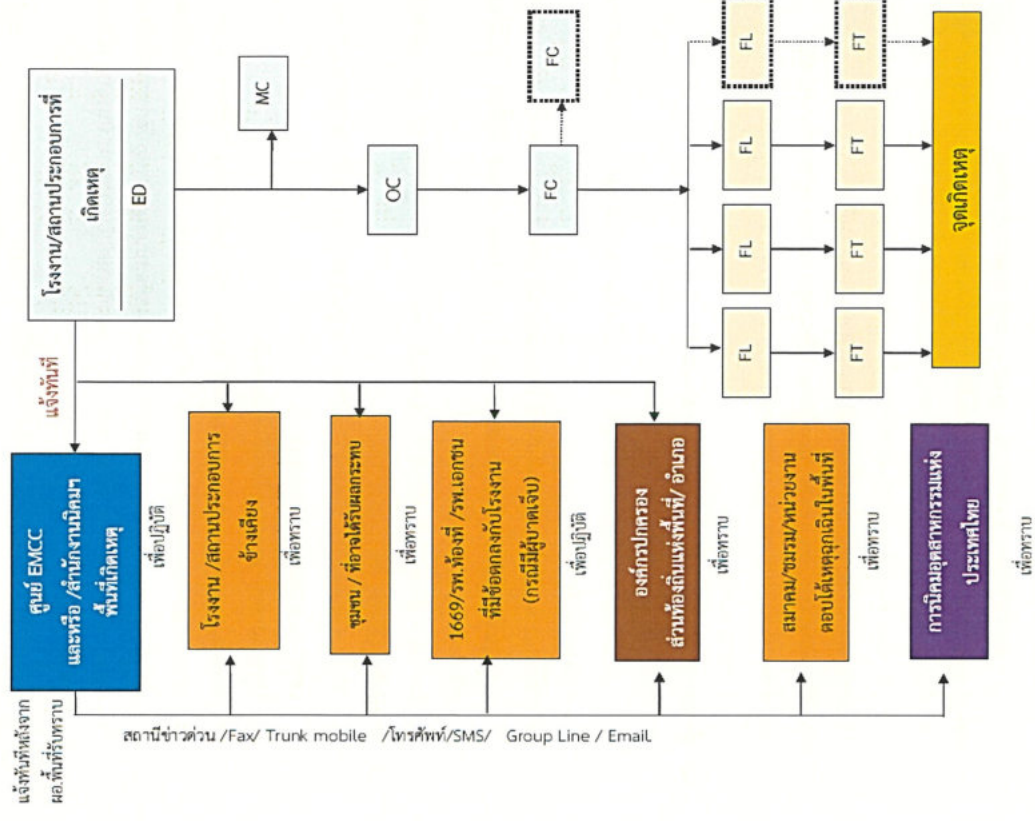 แจ้งทันทีหลังจาก
ผอ.พื้นที่รับทราบ
ศูนย์ EMCC
และหรือ /สำนักงานนิคมฯ
พื้นที่เกิดเหตุ
เพื่อปฏิบัติ
แจ้งทันที
โรงงาน/สถานประกอบการที่
เกิดเหตุ
ED
MC
OC
FC
FC
FL
FL
FL
FL
FT
FT
FT
FT
จุดเกิดเหตุ
โรงงาน /สถานประกอบการ
ข้างเคียง
เพื่อทราบ
ชุมชน / ที่อาจได้รับผลกระทบ
เพื่อทราบ
1669/รพ.ท้องที่ /รพ.เอกชน
ที่มีข้อตกลงกับโรงงาน
(กรณีมีผู้บาดเจ็บ)
เพื่อปฏิบัติ
องค์กรปกครอง
ส่วนท้องถิ่นแห่งพื้นที่/ อำเภอ
เพื่อทราบ
สมาคม/ชมรม/หน่วยงาน
ตอบโต้เหตุฉุกเฉินในพื้นที่
เพื่อทราบ
การนิคมอุตสาหกรรมแห่ง
ประเทศไทย
เพื่อทราบ
สถานีข่าวด่วน /Fax/ Trunk mobile /โทรศัพท์/SMS/ Group Line / Email